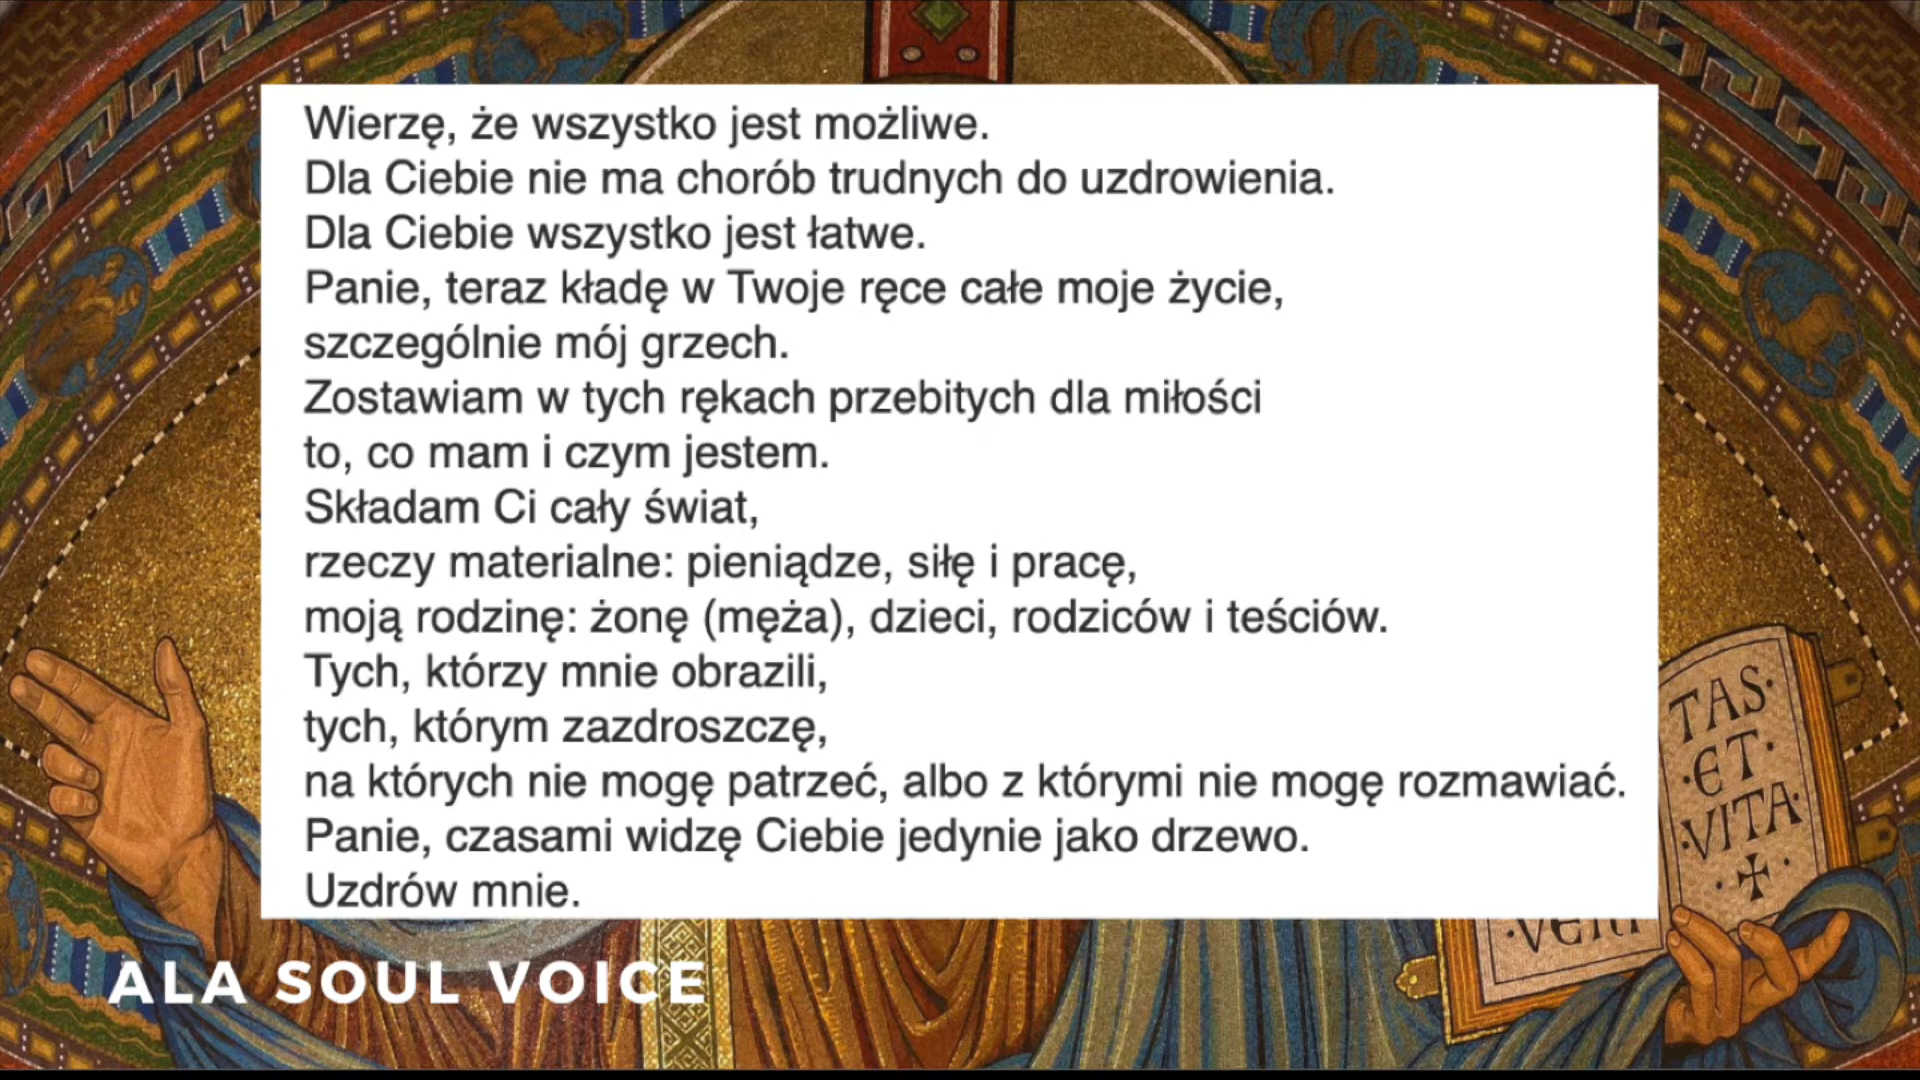 Wierzę, że wszystko jest możliwe.
Dla Ciebie nie ma chorób trudnych do uzdrowienia.
Dla Ciebie wszystko jest łatwe.
Panie, teraz kładę w Twoje ręce całe moje życie,
szczególnie mój grzech.
Zostawiam w tych rękach przebitych dla miłości
to, co mam i czym jestem.
Składam Ci cały świat,
rzeczy materialne: pieniądze, siłę i pracę,
moją rodzinę: żonę (męża), dzieci, rodziców i teściów.
Tych, którzy mnie obrazili,
tych, którym zazdroszczę,
na których nie mogę patrzeć, albo z którymi nie mogę rozmawiać.
Panie, czasami widzę Ciebie jedynie jako drzewo.
Uzdrów mnie.
TAS·
·ЄT·
·VITA·
ALA SOUL VOICE